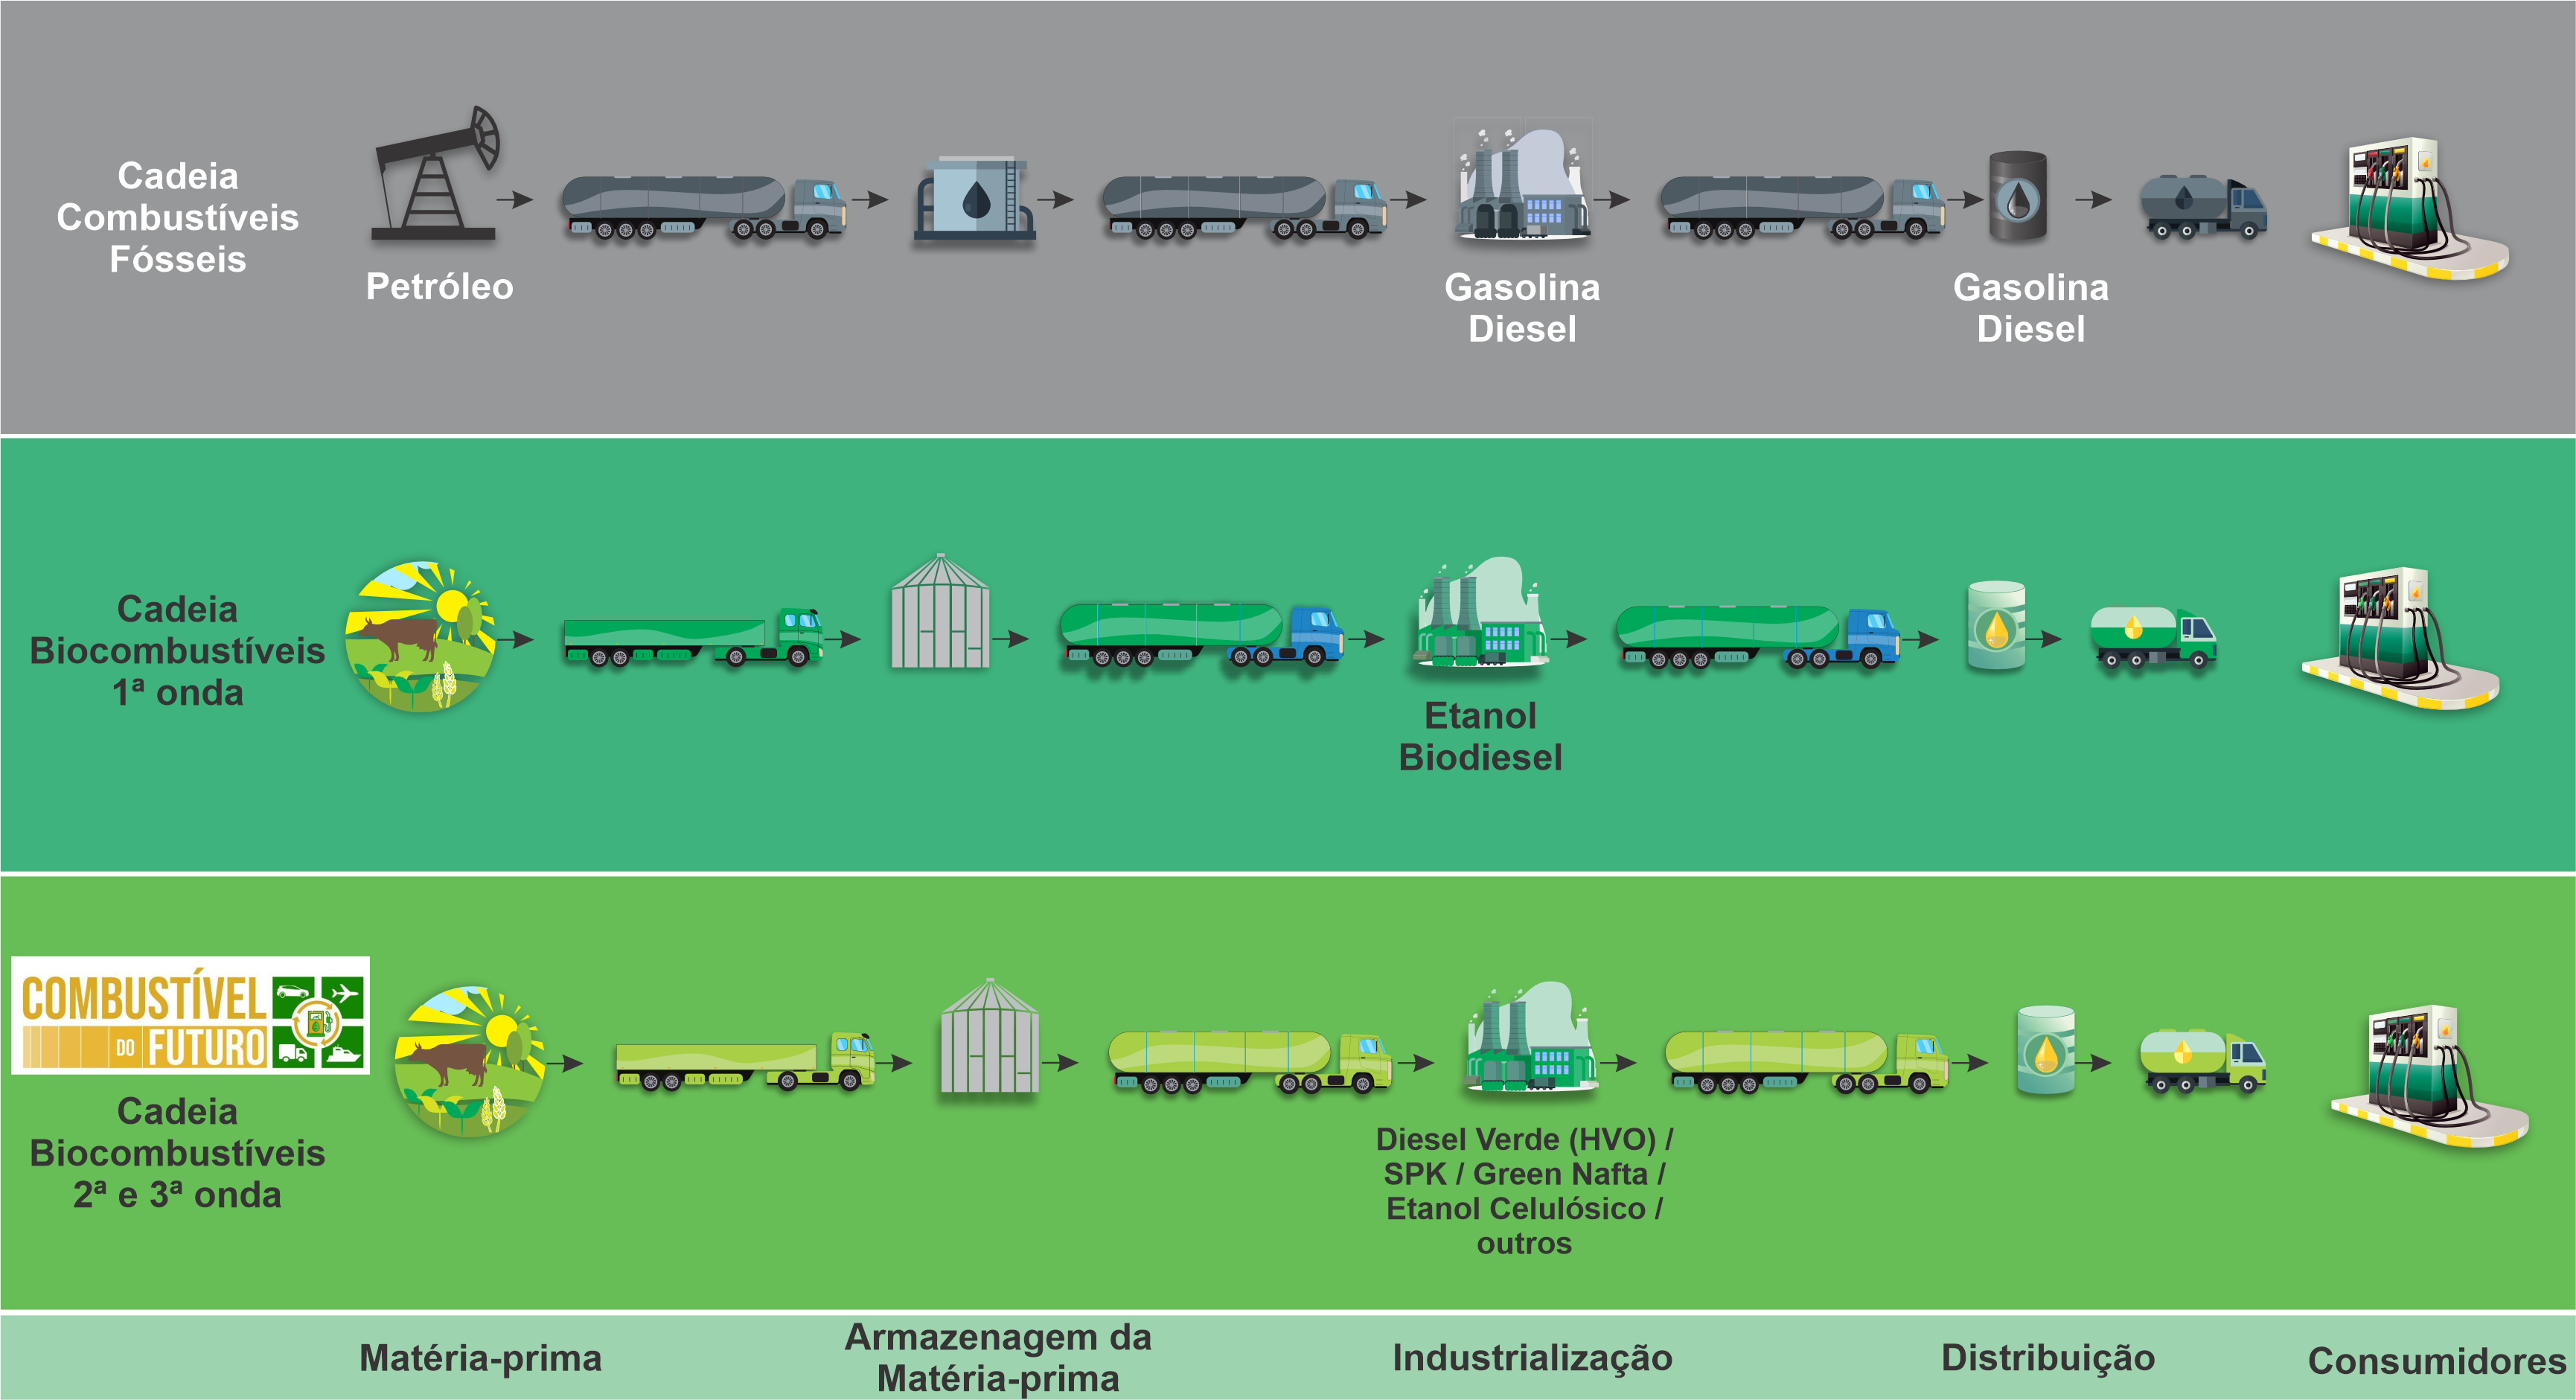 Cadeia
Combustíveis
Fósseis
Petróleo
Gasolina
Diesel
Gasolina
Diesel
Cadeia
Biocombustíveis
1ª onda
Etanol
Biodiesel
COMBUSTÍVEL
DO FUTURO
Cadeia
Biocombustíveis
2ª e 3ª onda
Diesel Verde (HVO) /
SPK / Green Nafta /
Etanol Celulósico /
outros
Matéria-prima
Armazenagem da
Matéria-prima
Industrialização
Distribuição
Consumidores